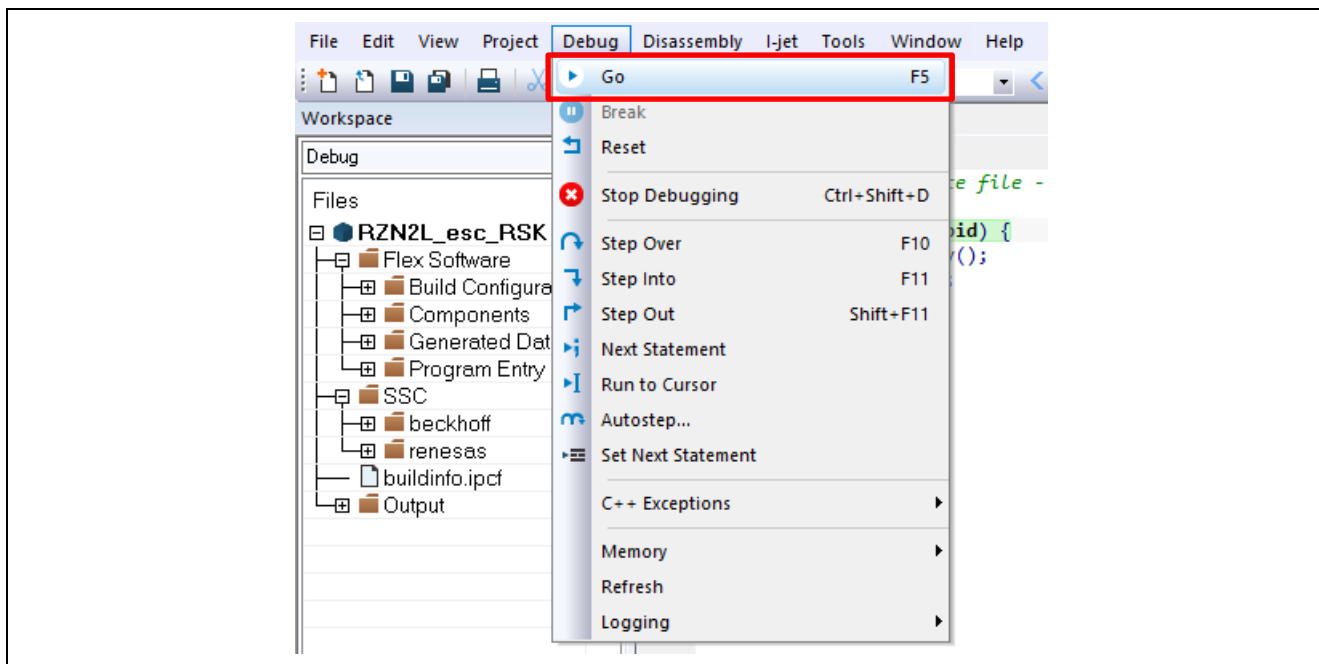 File Edit View Project Debug Disassembly I-jet Tools Window Help
Go F5
Workspace
Break
Debug
Reset
file -
Files
Stop Debugging Ctrl+Shift+D
RZN2L_esc_RSK
Step Over F10
id) {
Flex Software
();
Build Configura
Step Into F11
Components
Step Out Shift+F11
Generated Dat
Next Statement
Program Entry
Run to Cursor
SSC
beckhoff
Autostep...
renesas
Set Next Statement
buildinfo.ipcf
Output
C++ Exceptions
Memory
Refresh
Logging